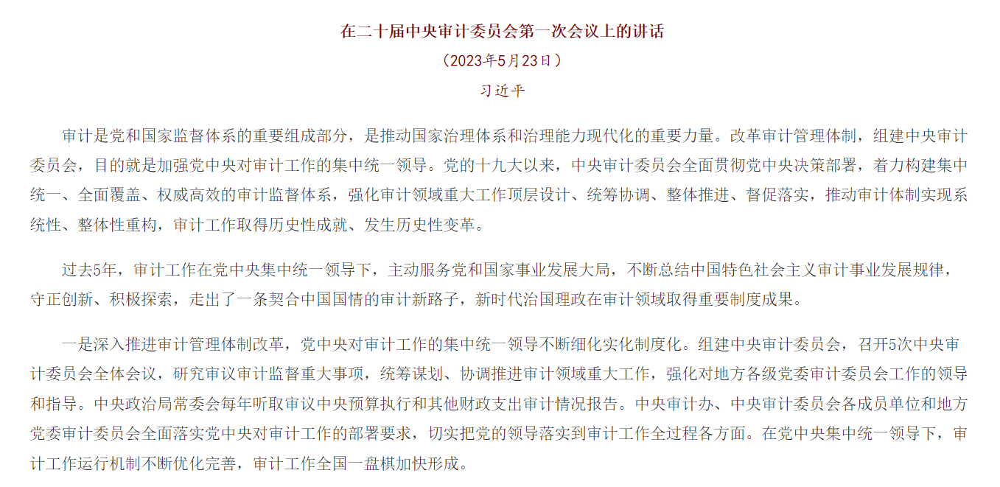 在二十届中央审计委员会第一次会议上的讲话
（2023年5月23日）
习近平
审计是党和国家监督体系的重要组成部分，是推动国家治理体系和治理能力现代化的重要力量。改革审计管理体制，组建中央审计
委员会，目的就是加强党中央对审计工作的集中统一领导。党的十九大以来，中央审计委员会全面贯彻党中央决策部署，着力构建集中
统一、全面覆盖、权威高效的审计监督体系，强化审计领域重大工作顶层设计、统筹协调、整体推进、督促落实，推动审计体制实现系
统性、整体性重构，审计工作取得历史性成就、发生历史性变革。
过去5年，审计工作在党中央集中统一领导下，主动服务党和国家事业发展大局，不断总结中国特色社会主义审计事业发展规律，
守正创新、积极探索，走出了一条契合中国国情的审计新路子，新时代治国理政在审计领域取得重要制度成果。
一是深入推进审计管理体制改革，党中央对审计工作的集中统一领导不断细化实化制度化。组建中央审计委员会，召开5次中央审
计委员会全体会议，研究审议审计监督重大事项，统筹谋划、协调推进审计领域重大工作，强化对地方各级党委审计委员会工作的领导
和指导。中央政治局常委会每年听取审议中央预算执行和其他财政支出审计情况报告。中央审计办、中央审计委员会各成员单位和地方
党委审计委员会全面落实党中央对审计工作的部署要求，切实把党的领导落实到审计工作全过程各方面。在党中央集中统一领导下，审
计工作运行机制不断优化完善，审计工作全国一盘棋加快形成。